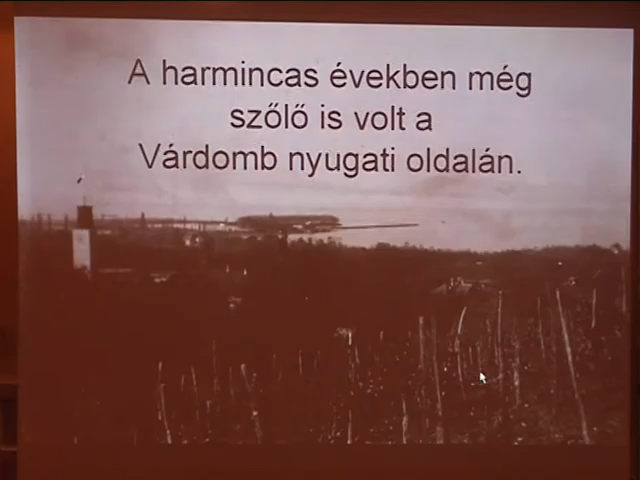 A harmincas években még
szőlő is volt a
Várdomb nyugati oldalán.